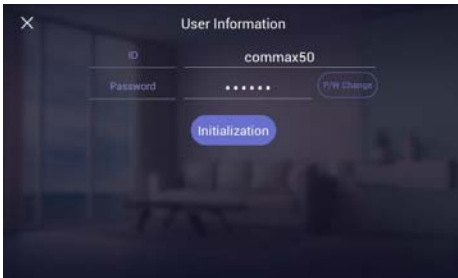 User Information
ID commax50
Password •••••• P/W Change
Initialization